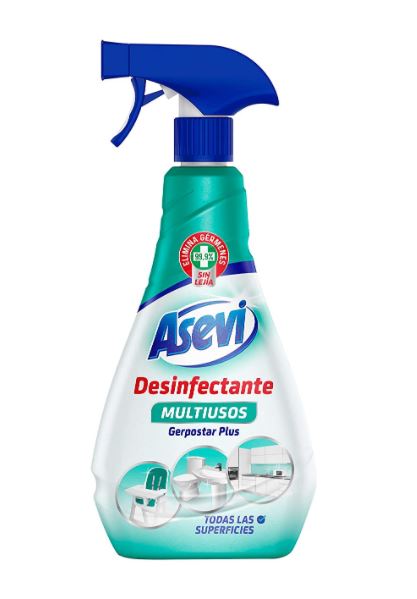 ELIMINA GÉRMENES
99,9%
SIN
LEJÍA
Asevi
Desinfectante
MULTIUSOS
Gerpostar Plus
TODAS LAS
SUPERFICIES